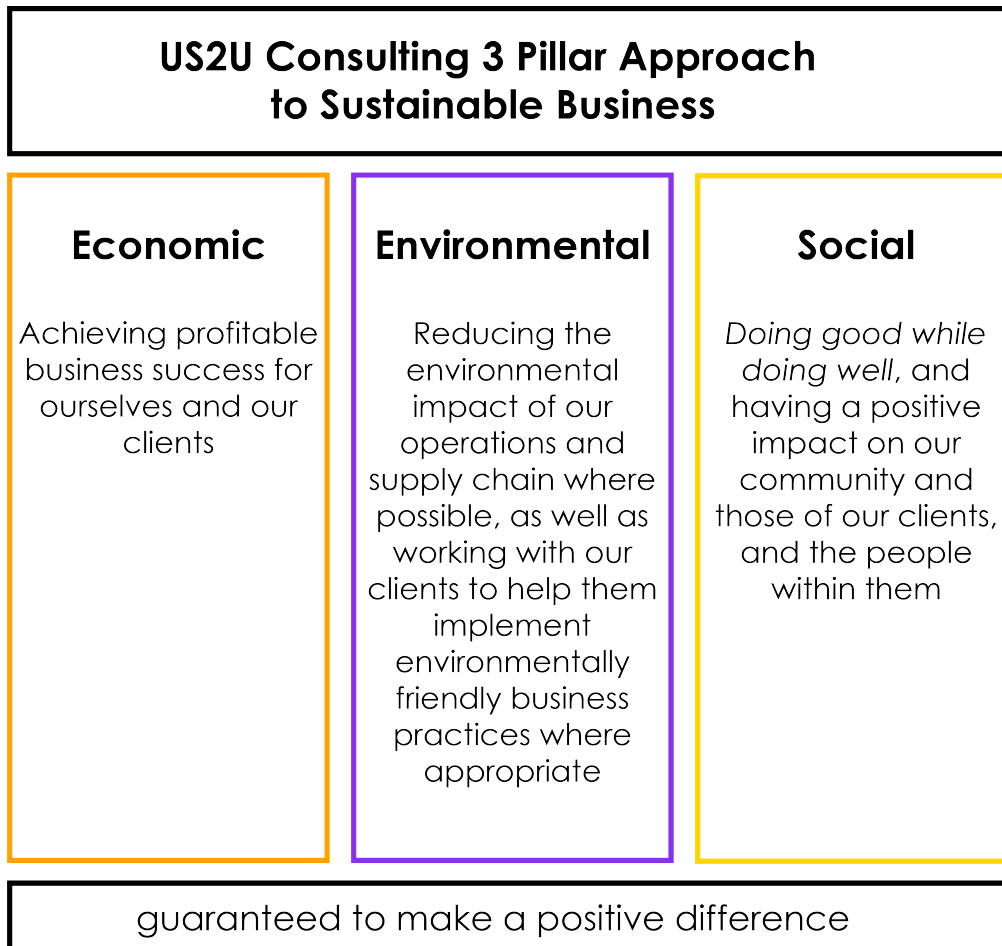 US2U Consulting 3 Pillar Approach
to Sustainable Business
Economic
Achieving profitable
business success for
ourselves and our
clients
Environmental
Reducing the
environmental
impact of our
operations and
supply chain where
possible, as well as
working with our
clients to help them
implement
environmentally
friendly business
practices where
appropriate
Social
Doing good while
doing well, and
having a positive
impact on our
community and
those of our clients,
and the people
within them
guaranteed to make a positive difference